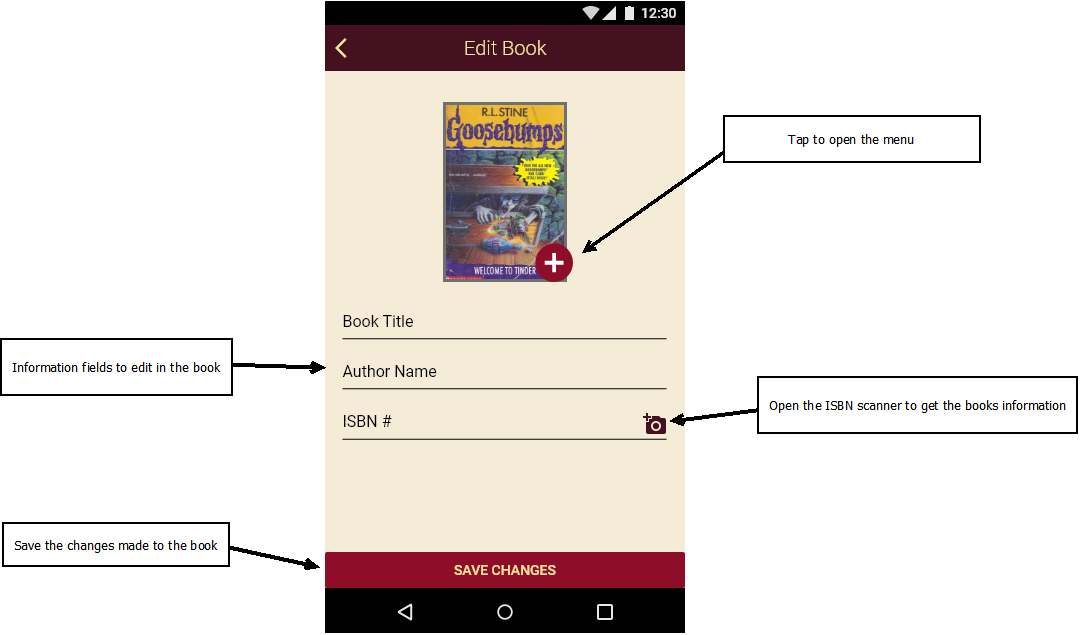 12:30
Edit Book
R.L.STINE
Goosebumps
Tap to open the menu
WELCOME TO TINDER
Book Title
Information fields to edit in the book
Author Name
Open the ISBN scanner to get the books information
ISBN #
Save the changes made to the book
SAVE CHANGES